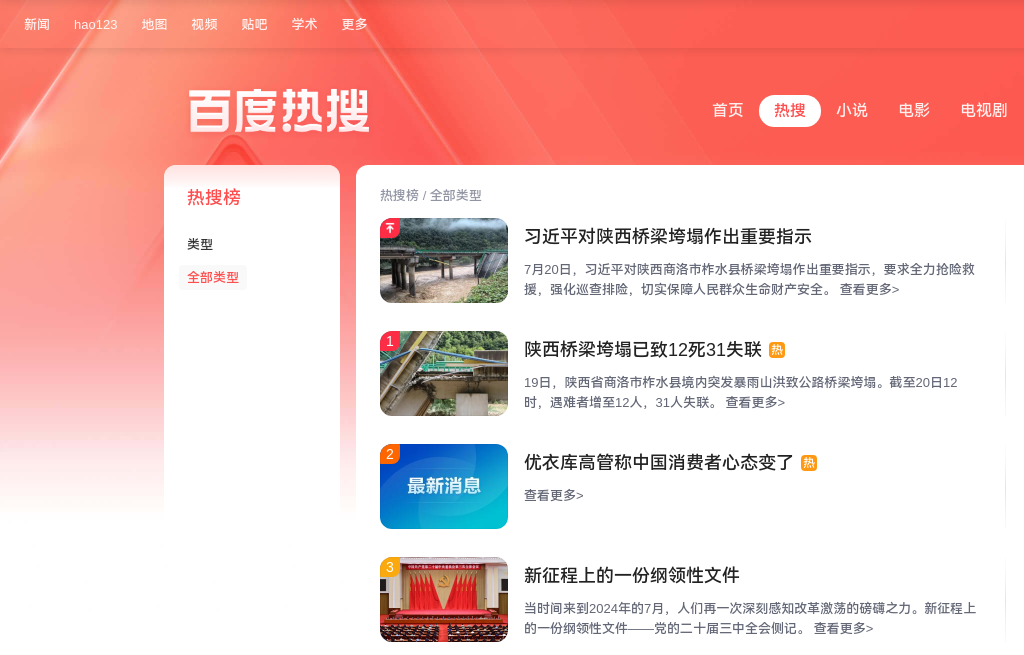 新闻 hao123 地图 视频 贴吧 学术 更多
百度热搜
首页 热搜 小说 电影 电视剧
热搜榜
类型
全部类型
热搜榜 / 全部类型
习近平对陕西桥梁垮塌作出重要指示
7月20日，习近平对陕西商洛市柞水县桥梁垮塌作出重要指示，要求全力抢险救
援，强化巡查排险，切实保障人民群众生命财产安全。 查看更多>
1
陕西桥梁垮塌已致12死31失联 热
19日，陕西省商洛市柞水县境内突发暴雨山洪致公路桥梁垮塌。截至20日12
时，遇难者增至12人，31人失联。 查看更多>
2
最新消息
优衣库高管称中国消费者心态变了 热
查看更多>
3
新征程上的一份纲领性文件
当时间来到2024年的7月，人们再一次深刻感知改革激荡的磅礴之力。新征程上
的一份纲领性文件——党的二十届三中全会侧记。 查看更多>